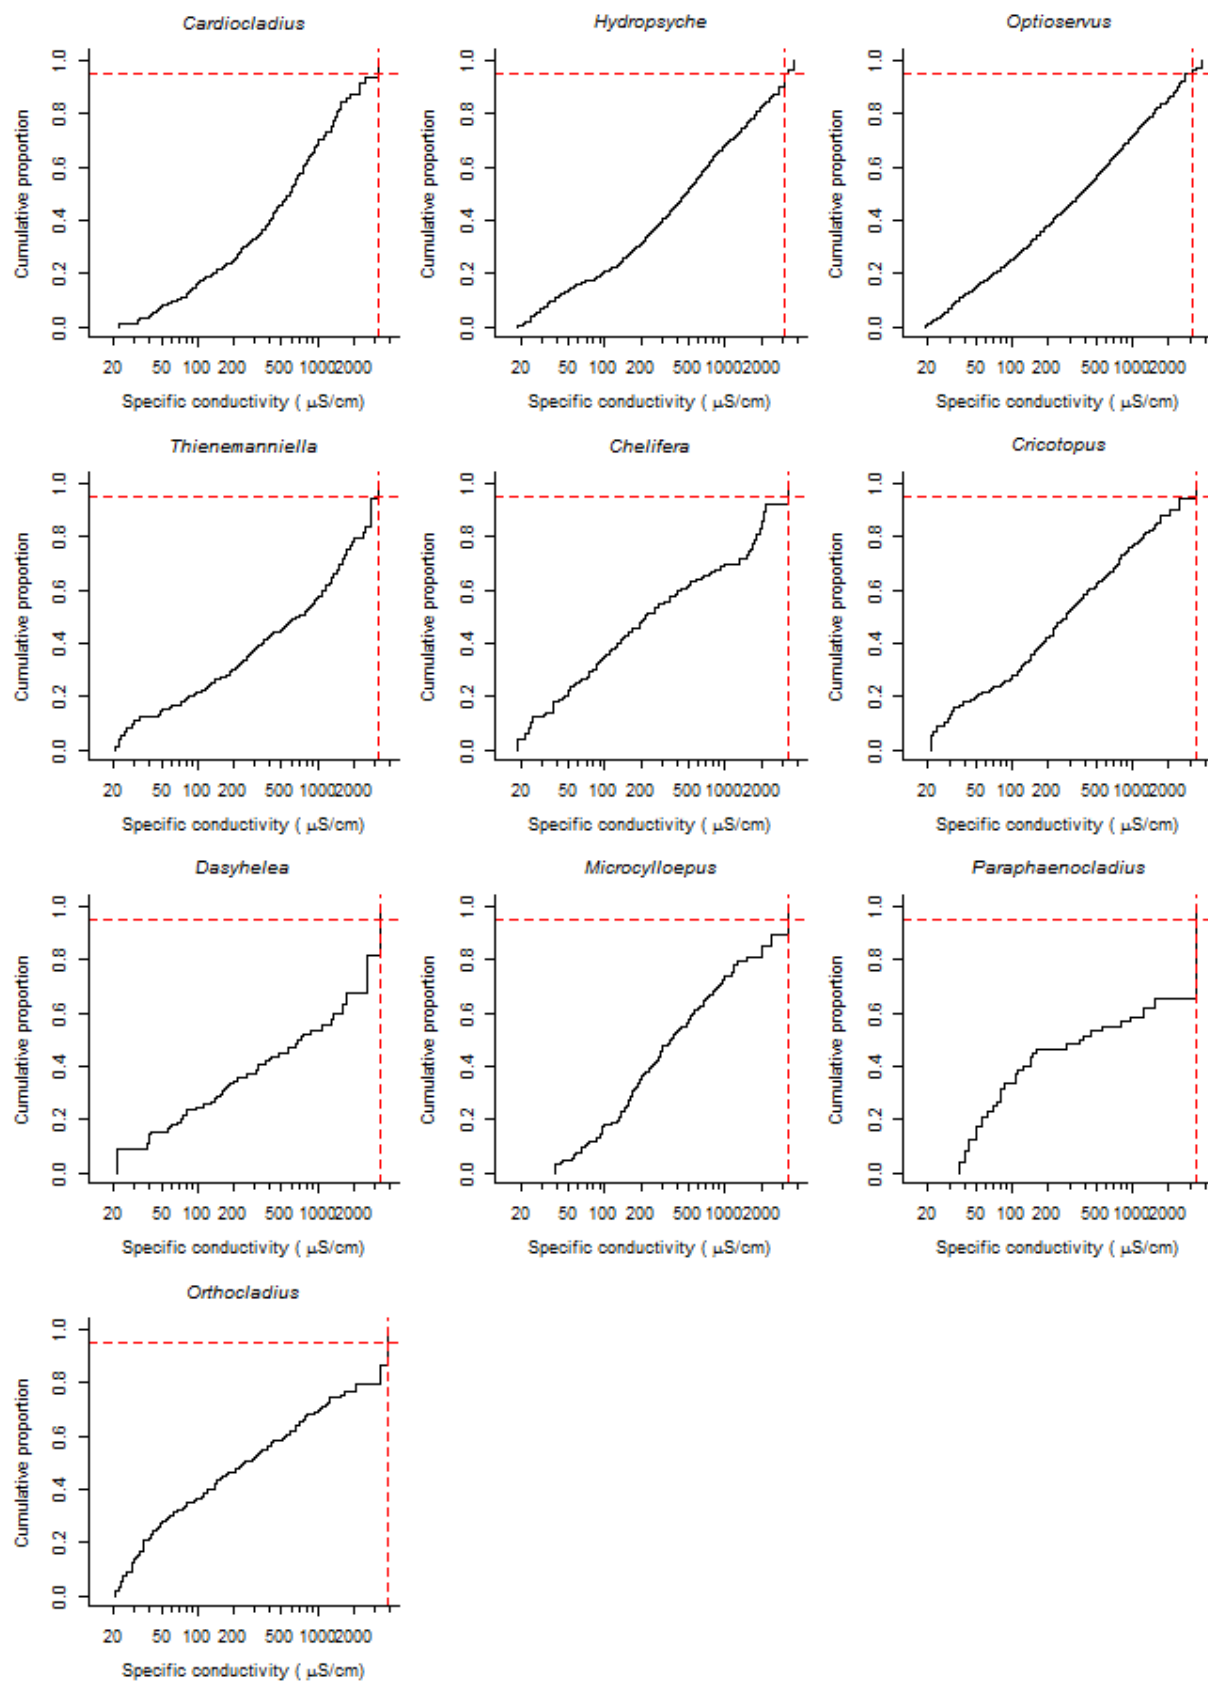 Cardiocladius
Cumulative proportion
0.0 0.2 0.4 0.6 0.8 1.0
20 50 100 200 500 1000 2000
Specific conductivity ( μS/cm)
Hydropsyche
Cumulative proportion
0.0 0.2 0.4 0.6 0.8 1.0
20 50 100 200 500 1000 2000
Specific conductivity ( μS/cm)
Optioservus
Cumulative proportion
0.0 0.2 0.4 0.6 0.8 1.0
20 50 100 200 500 1000 2000
Specific conductivity ( μS/cm)
Thienemanniella
Cumulative proportion
0.0 0.2 0.4 0.6 0.8 1.0
20 50 100 200 500 1000 2000
Specific conductivity ( μS/cm)
Chelifera
Cumulative proportion
0.0 0.2 0.4 0.6 0.8 1.0
20 50 100 200 500 1000 2000
Specific conductivity ( μS/cm)
Cricotopus
Cumulative proportion
0.0 0.2 0.4 0.6 0.8 1.0
20 50 100 200 500 1000 2000
Specific conductivity ( μS/cm)
Dasyhelea
Cumulative proportion
0.0 0.2 0.4 0.6 0.8 1.0
20 50 100 200 500 1000 2000
Specific conductivity ( μS/cm)
Microcylloepus
Cumulative proportion
0.0 0.2 0.4 0.6 0.8 1.0
20 50 100 200 500 1000 2000
Specific conductivity ( μS/cm)
Paraphaenocladius
Cumulative proportion
0.0 0.2 0.4 0.6 0.8 1.0
20 50 100 200 500 1000 2000
Specific conductivity ( μS/cm)
Orthocladius
Cumulative proportion
0.0 0.2 0.4 0.6 0.8 1.0
20 50 100 200 500 1000 2000
Specific conductivity ( μS/cm)